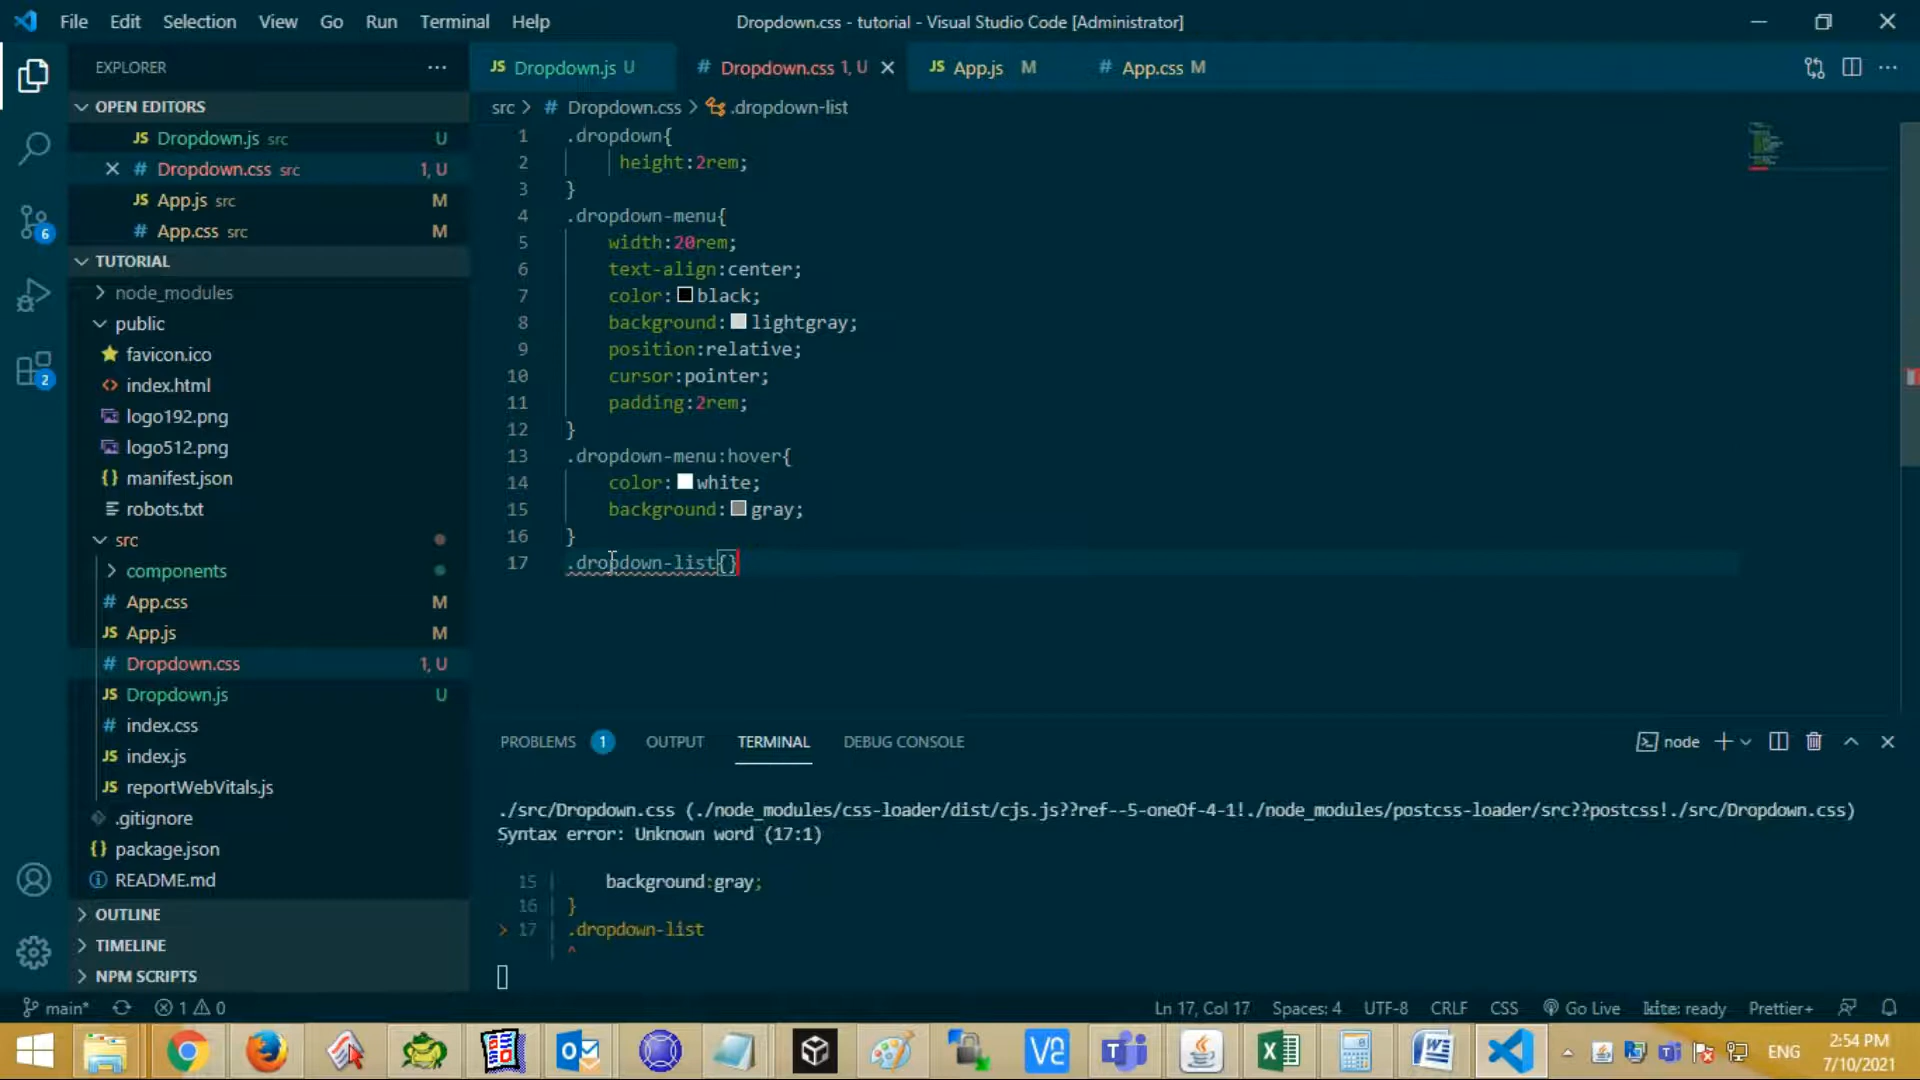 File Edit Selection View Go Run Terminal Help Dropdown.css - tutorial - Visual Studio Code [Administrator]
EXPLORER
JS Dropdown.js U # Dropdown.css 1, U JS App.js M # App.css M
OPEN EDITORS
src > # Dropdown.css > .dropdown-list
JS Dropdown.js src U
# Dropdown.css src 1, U
JS App.js src M
# App.css src M
TUTORIAL
node_modules
public
favicon.ico
index.html
logo192.png
logo512.png
manifest.json
robots.txt
src
components
# App.css M
JS App.js M
# Dropdown.css 1, U
JS Dropdown.js U
# index.css
JS index.js
JS reportWebVitals.js
.gitignore
package.json
README.md
OUTLINE
TIMELINE
NPM SCRIPTS
6
2
1 .dropdown{
2 height:2rem;
3 }
4 .dropdown-menu{
5 width:20rem;
6 text-align:center;
7 color:black;
8 background:lightgray;
9 position:relative;
10 cursor:pointer;
11 padding:2rem;
12 }
13 .dropdown-menu:hover{
14 color:white;
15 background:gray;
16 }
17 .dropdown-list{}
PROBLEMS 1 OUTPUT TERMINAL DEBUG CONSOLE node
./src/Dropdown.css (./node_modules/css-loader/dist/cjs.js??ref--5-oneOf-4-1!./node_modules/postcss-loader/src??postcss!./src/Dropdown.css)
Syntax error: Unknown word (17:1)
15 | background:gray;
16 | }
> 17 | .dropdown-list
| ^
main* 1 0 Ln 17, Col 17 Spaces: 4 UTF-8 CRLF CSS Go Live kite: ready Prettier+
ENG
2:54 PM
7/10/2021